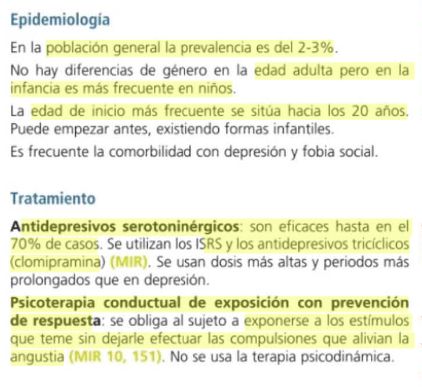 Epidemiología
En la población general la prevalencia es del 2-3%.
No hay diferencias de género en la edad adulta pero en la
infancia es más frecuente en niños.
La edad de inicio más frecuente se sitúa hacia los 20 años.
Puede empezar antes, existiendo formas infantiles.
Es frecuente la comorbilidad con depresión y fobia social.
Tratamiento
Antidepresivos serotoninérgicos: son eficaces hasta en el
70% de casos. Se utilizan los ISRS y los antidepresivos tricíclicos
(clomipramina) (MIR). Se usan dosis más altas y periodos más
prolongados que en depresión.
Psicoterapia conductual de exposición con prevención
de respuesta: se obliga al sujeto a exponerse a los estímulos
que teme sin dejarle efectuar las compulsiones que alivian la
angustia (MIR 10, 151). No se usa la terapia psicodinámica.